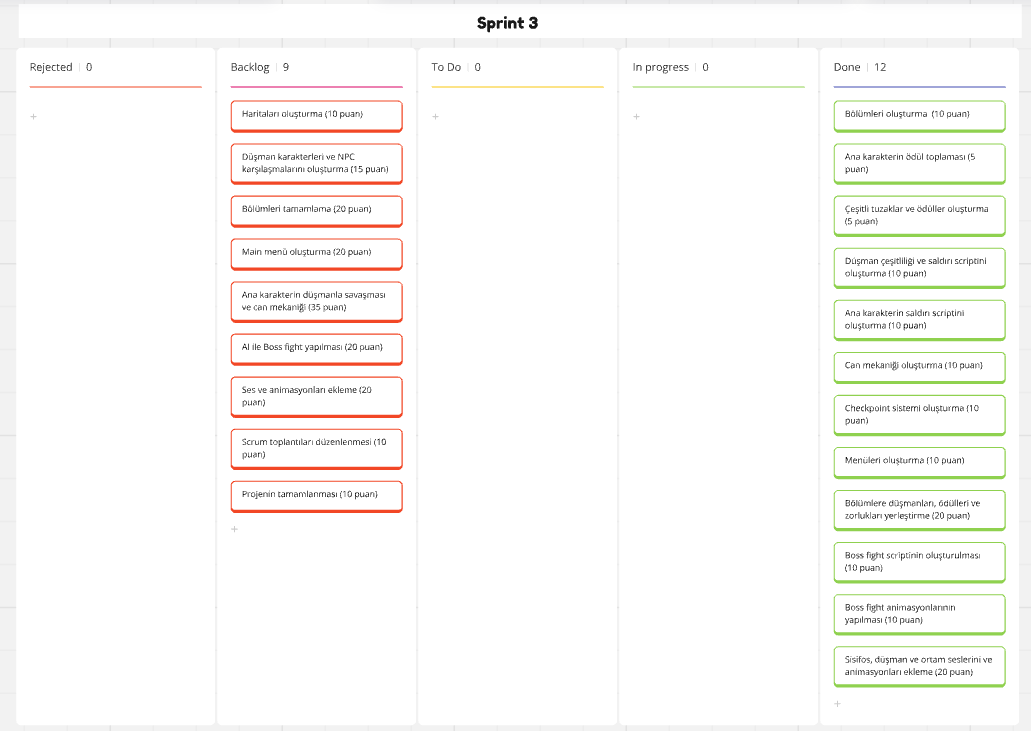 Sprint 3
Rejected 0
+
Backlog 9
Haritaları oluşturma (10 puan)
Düşman karakterleri ve NPC
karşılaşmalarını oluşturma (15 puan)
Bölümleri tamamlama (20 puan)
Main menü oluşturma (20 puan)
Ana karakterin düşmanla savaşması
ve can mekaniği (35 puan)
AI ile Boss fight yapılması (20 puan)
Ses ve animasyonları ekleme (20
puan)
Scrum toplantıları düzenlenmesi (10
puan)
Projenin tamamlanması (10 puan)
+
To Do 0
+
In progress 0
+
Done 12
Bölümleri oluşturma (10 puan)
Ana karakterin ödül toplaması (5
puan)
Çeşitli tuzaklar ve ödüller oluşturma
(5 puan)
Düşman çeşitliliği ve saldırı scriptini
oluşturma (10 puan)
Ana karakterin saldırı scriptini
oluşturma (10 puan)
Can mekaniği oluşturma (10 puan)
Checkpoint sistemi oluşturma (10
puan)
Menüleri oluşturma (10 puan)
Bölümlere düşmanları, ödülleri ve
zorlukları yerleştirme (20 puan)
Boss fight scriptinin oluşturulması
(10 puan)
Boss fight animasyonlarının
yapılması (10 puan)
Sisifos, düşman ve ortam seslerini ve
animasyonları ekleme (20 puan)
+